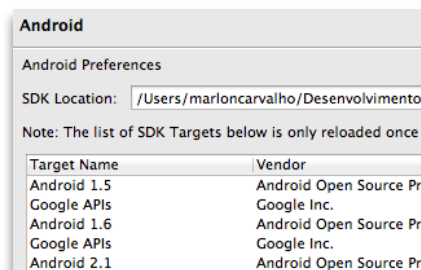 Android
Android Preferences
SDK Location: /Users/marloncarvalho/Desenvolvimento
Note: The list of SDK Targets below is only reloaded once
Target Name Vendor
Android 1.5 Android Open Source Pr
Google APIs Google Inc.
Android 1.6 Android Open Source Pr
Google APIs Google Inc.
Android 2.1 Android Open Source Pr